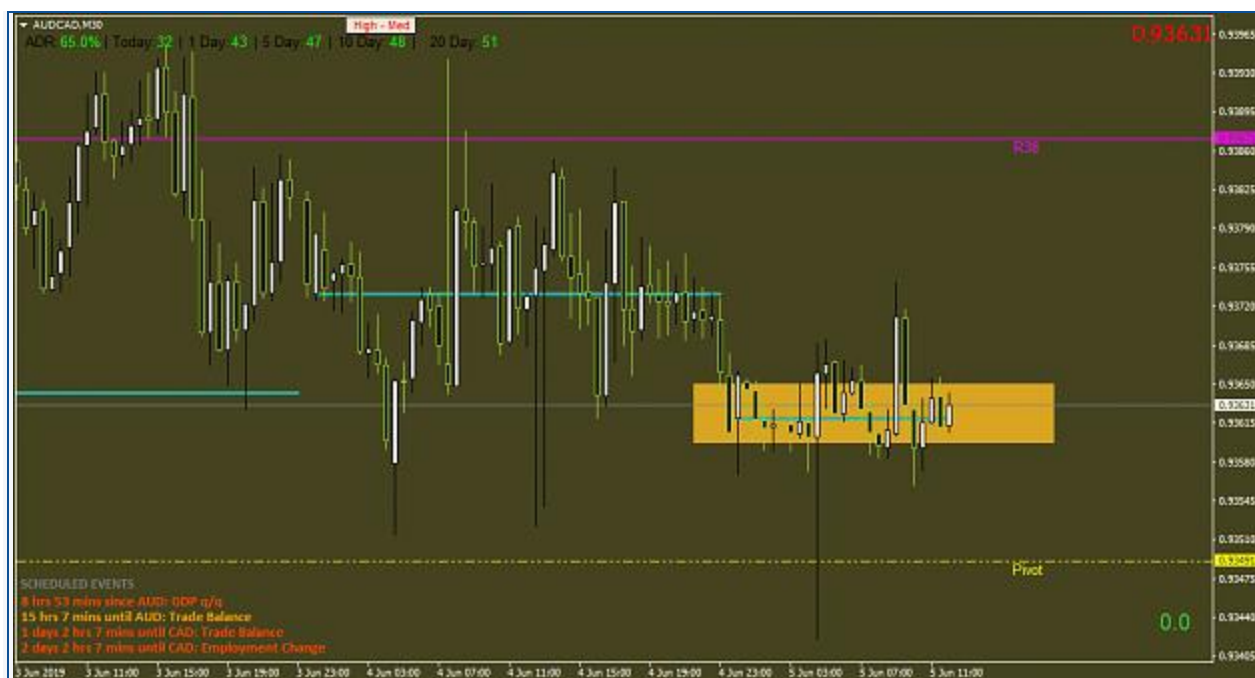 AUDCAD,M30
High - Med
0.93631
ADR 65.0% | Today 32 | 1 Day 43 | 5 Day 47 | 10 Day 48 | 20 Day 51
0.93965
0.93930
0.93895
R38
0.93860
0.93825
0.93790
0.93755
0.93720
0.93685
0.93650
0.93631
0.93615
0.93580
0.93545
0.93510
Pivot
0.93475
SCHEDULED EVENTS
8 hrs 53 mins since AUD: GDP q/q
15 hrs 7 mins until AUD: Trade Balance
0.0
0.93440
1 days 2 hrs 7 mins until CAD: Trade Balance
2 days 2 hrs 7 mins until CAD: Employment Change
0.93405
3 Jun 2019 3 Jun 11:00 3 Jun 15:00 3 Jun 19:00 3 Jun 23:00 4 Jun 03:00 4 Jun 07:00 4 Jun 11:00 4 Jun 15:00 4 Jun 19:00 4 Jun 23:00 5 Jun 03:00 5 Jun 07:00 5 Jun 11:00